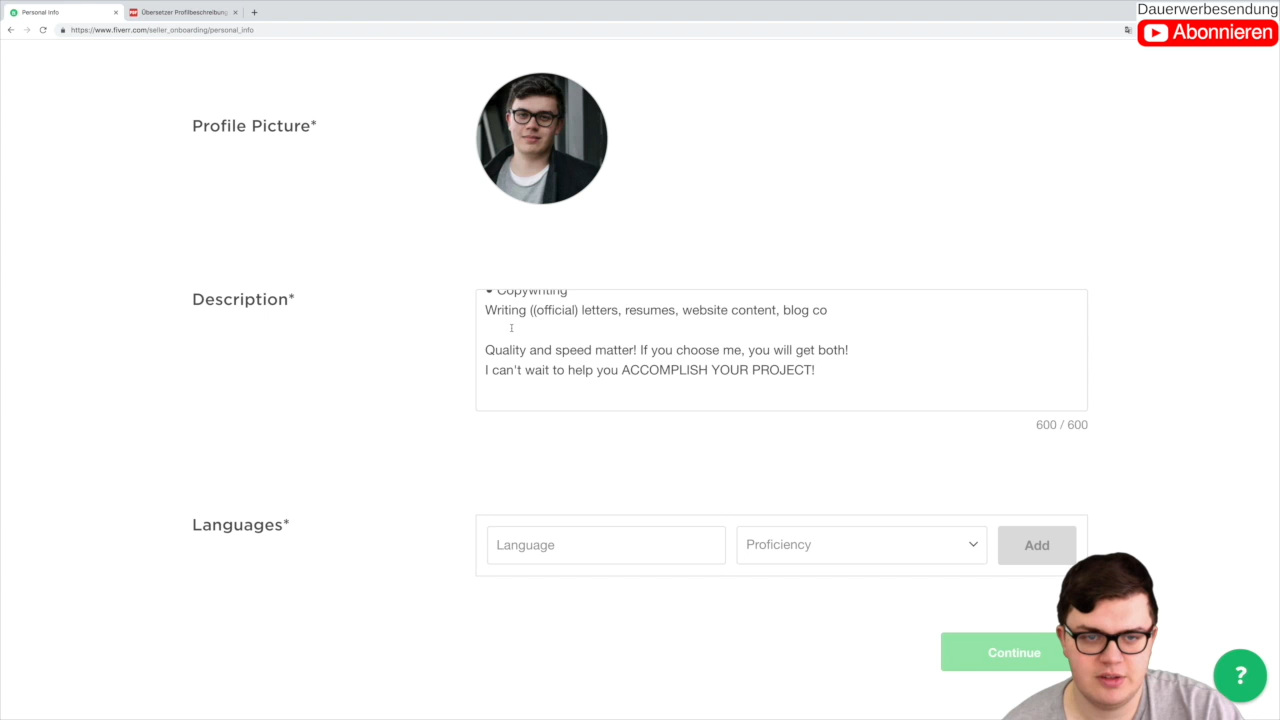 Personal Info
Übersetzer Profilbeschreibung
Dauerwerbesendung
Abonnieren
https://www.fiverr.com/seller_onboarding/personal_info
Profile Picture*
Description*
• Copywriting
Writing ((official) letters, resumes, website content, blog co
Quality and speed matter! If you choose me, you will get both!
I can't wait to help you ACCOMPLISH YOUR PROJECT!
600 / 600
Languages*
Language
Proficiency
Add
Continue
?